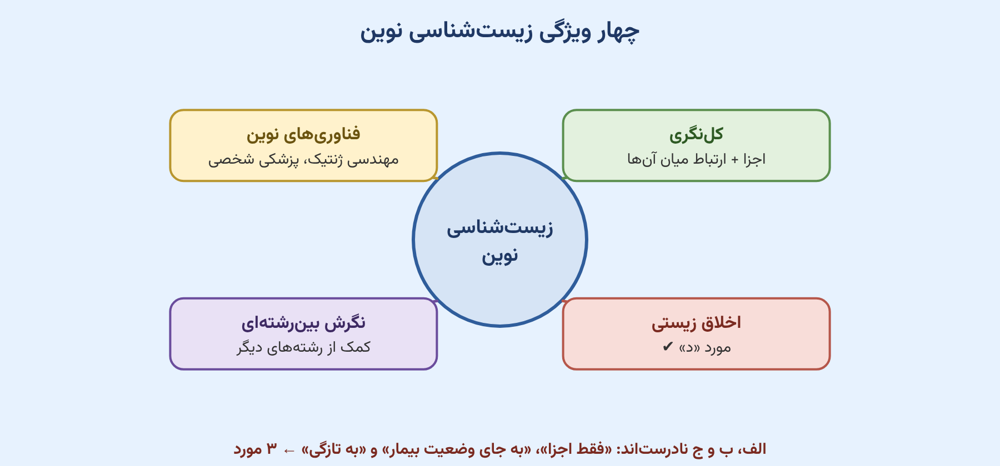 چهار ویژگی زیست‌شناسی نوین
کل‌نگری
اجزا + ارتباط میان آن‌ها
فناوری‌های نوین
مهندسی ژنتیک، پزشکی شخصی
زیست‌شناسی
نوین
اخلاق زیستی
مورد «د» ✔
نگرش بین‌رشته‌ای
کمک از رشته‌های دیگر
الف، ب و ج نادرست‌اند: «فقط اجزا»، «به جای وضعیت بیمار» و «به تازگی» ← ۳ مورد